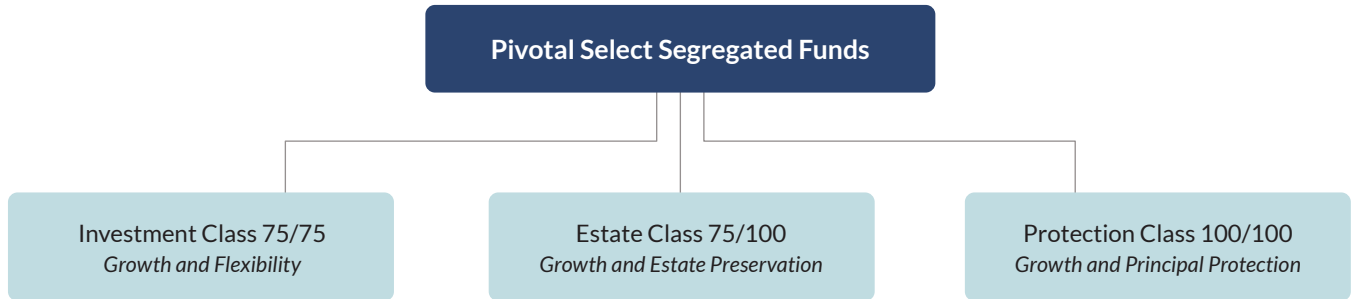 Pivotal Select Segregated Funds
Investment Class 75/75
Growth and Flexibility
Estate Class 75/100
Growth and Estate Preservation
Protection Class 100/100
Growth and Principal Protection